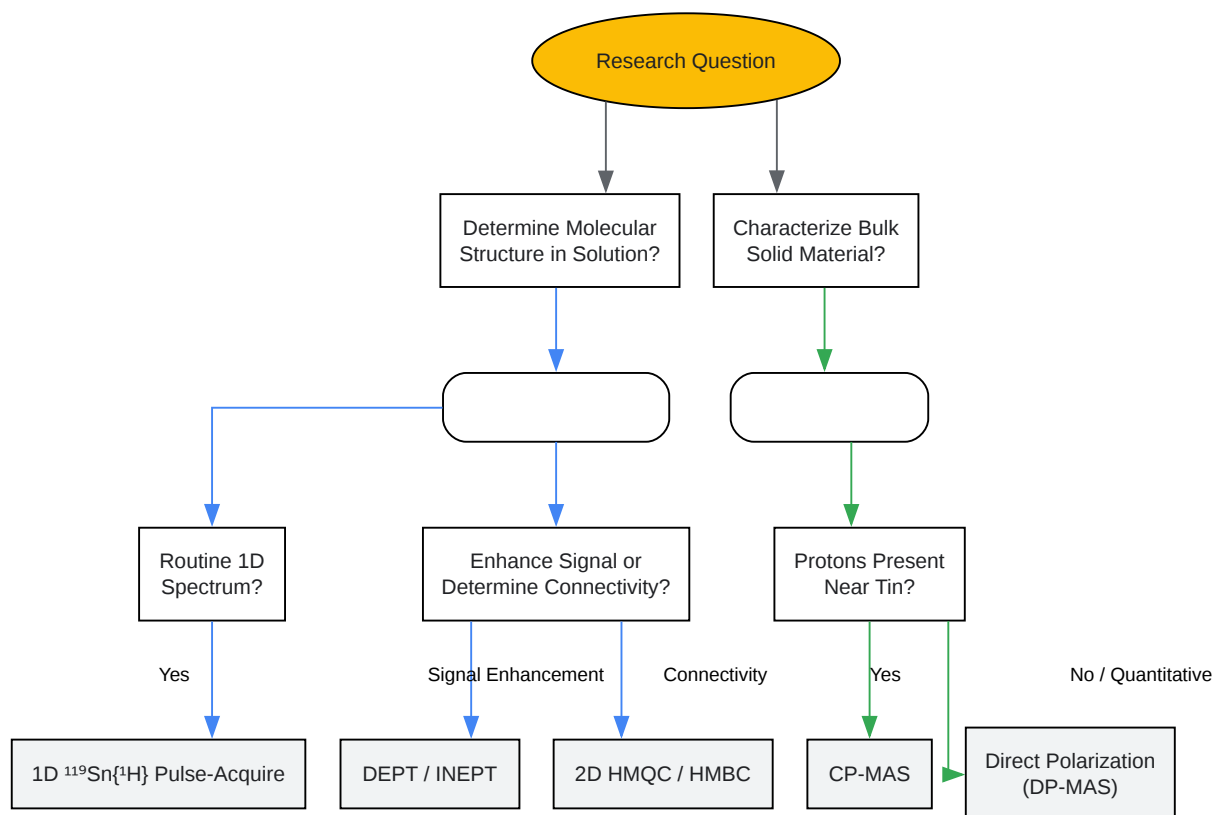 Research Question
Determine Molecular
Structure in Solution?
Characterize Bulk
Solid Material?
Routine 1D
Spectrum?
Enhance Signal or
Determine Connectivity?
Protons Present
Near Tin?
Yes
Signal Enhancement
Connectivity
Yes
No / Quantitative
1D ¹¹⁹Sn{¹H} Pulse-Acquire
DEPT / INEPT
2D HMQC / HMBC
CP-MAS
Direct Polarization
(DP-MAS)